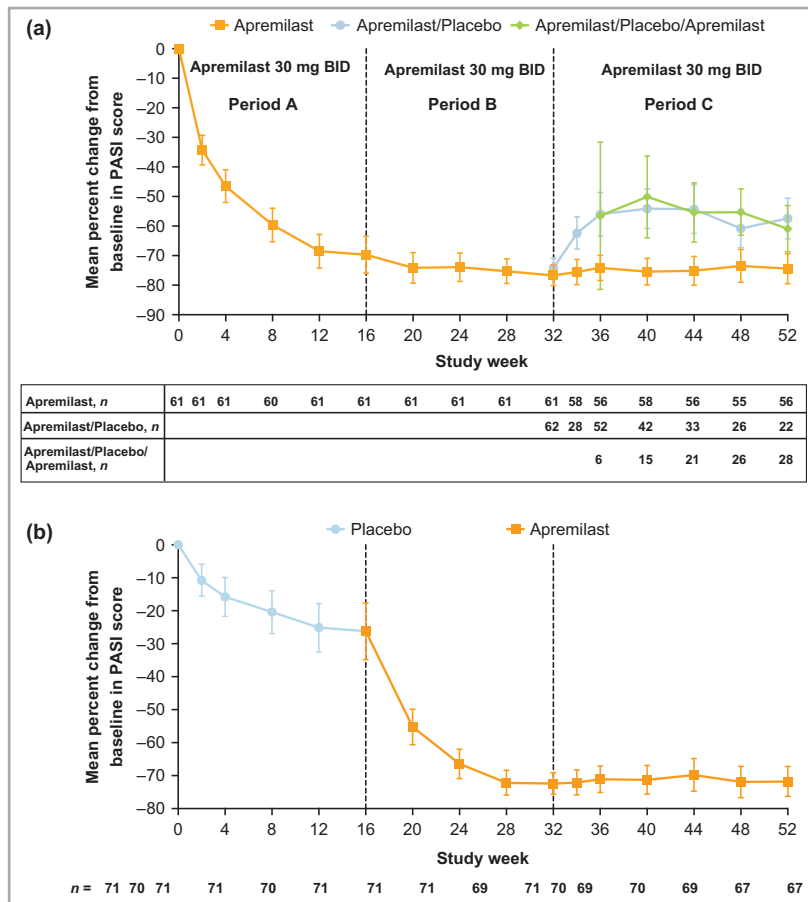 (a)
Apremilast Apremilast/Placebo Apremilast/Placebo/Apremilast
Mean percent change from
baseline in PASI score
0
–10
–20
–30
–40
–50
–60
–70
–80
–90
Apremilast 30 mg BID Apremilast 30 mg BID Apremilast 30 mg BID
Period A Period B Period C
0 4 8 12 16 20 24 28 32 36 40 44 48 52
Study week
Apremilast, n 61 61 61 60 61 61 61 61 61 61 58 56 58 56 55 56
Apremilast/Placebo, n 62 28 52 42 33 26 22
Apremilast/Placebo/
Apremilast, n 6 15 21 26 28
(b)
Placebo Apremilast
Mean percent change from
baseline in PASI score
0
–10
–20
–30
–40
–50
–60
–70
–80
0 4 8 12 16 20 24 28 32 36 40 44 48 52
Study week
n = 71 70 71 71 70 71 71 71 69 71 70 69 70 69 67 67